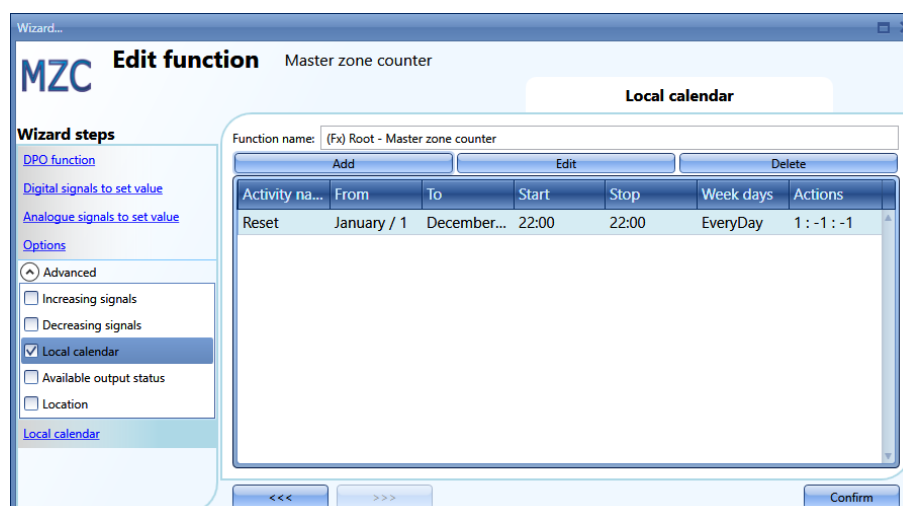 Wizard...
MZC Edit function Master zone counter
Local calendar
Wizard steps
DPO function
Digital signals to set value
Analogue signals to set value
Options
Advanced
Increasing signals
Decreasing signals
Local calendar
Available output status
Location
Local calendar
Function name: (Fx) Root - Master zone counter
Add Edit Delete
Activity na... From To Start Stop Week days Actions
Reset January / 1 December... 22:00 22:00 EveryDay 1 : -1 : -1
<<< >>> Confirm